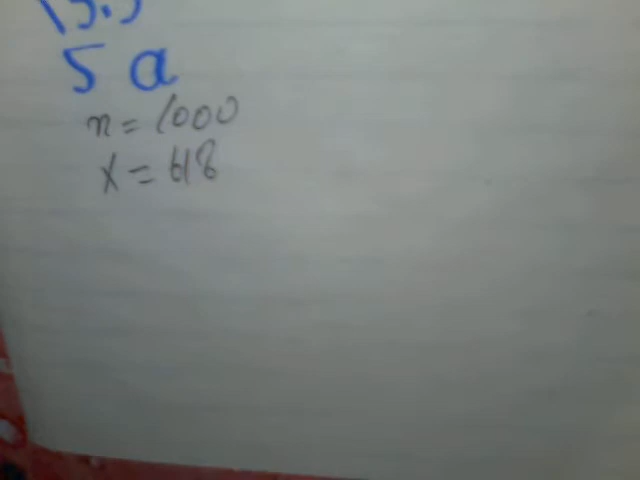 5 a
n = 1000
x = 618